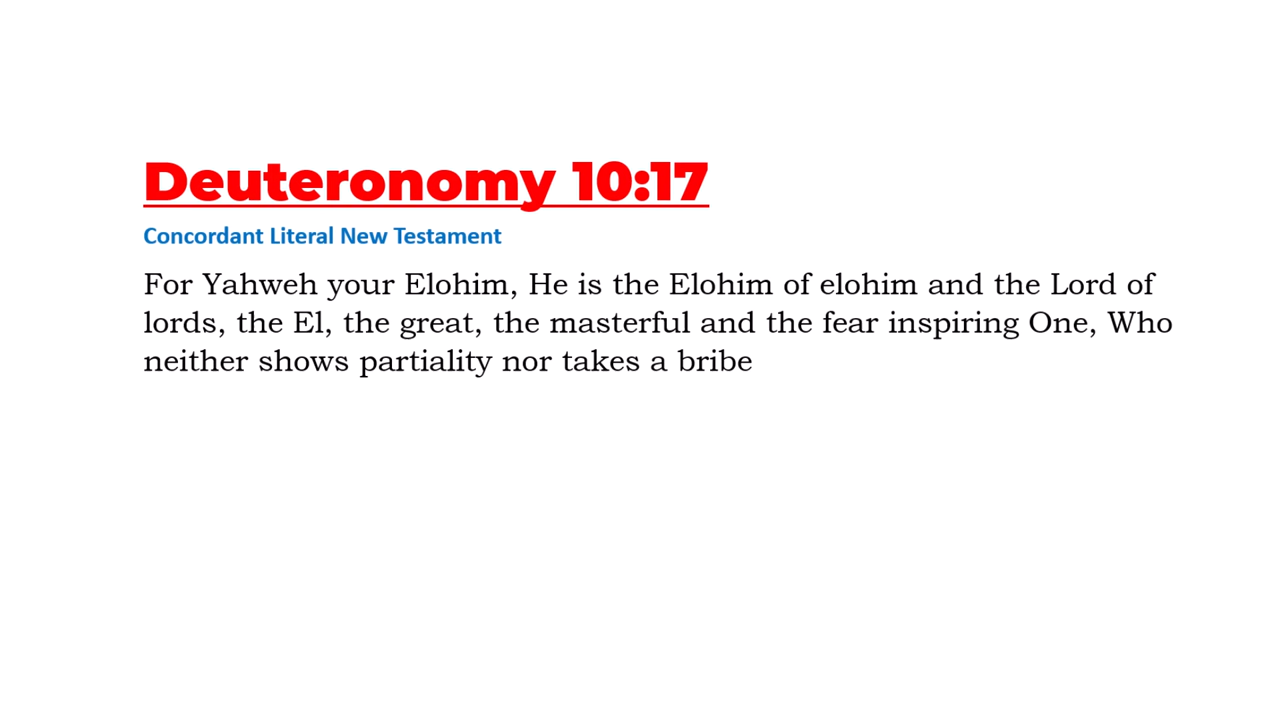 Deuteronomy 10:17
Concordant Literal New Testament
For Yahweh your Elohim, He is the Elohim of elohim and the Lord of
lords, the El, the great, the masterful and the fear inspiring One, Who
neither shows partiality nor takes a bribe